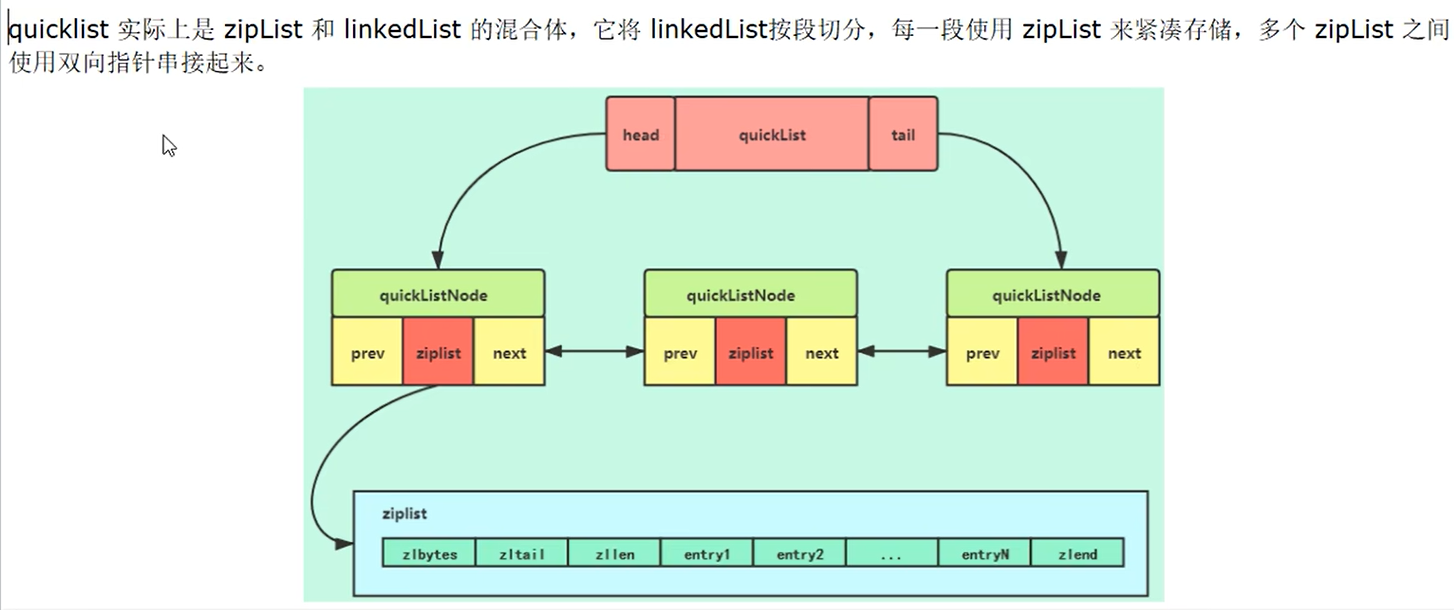 quicklist 实际上是 zipList 和 linkedList 的混合体，它将 linkedList按段切分，每一段使用 zipList 来紧凑存储，多个 zipList 之间
使用双向指针串接起来。
head quickList tail
quickListNode quickListNode quickListNode
prev ziplist next prev ziplist next prev ziplist next
ziplist
zlbytes zltail zllen entry1 entry2 ... entryN zlend